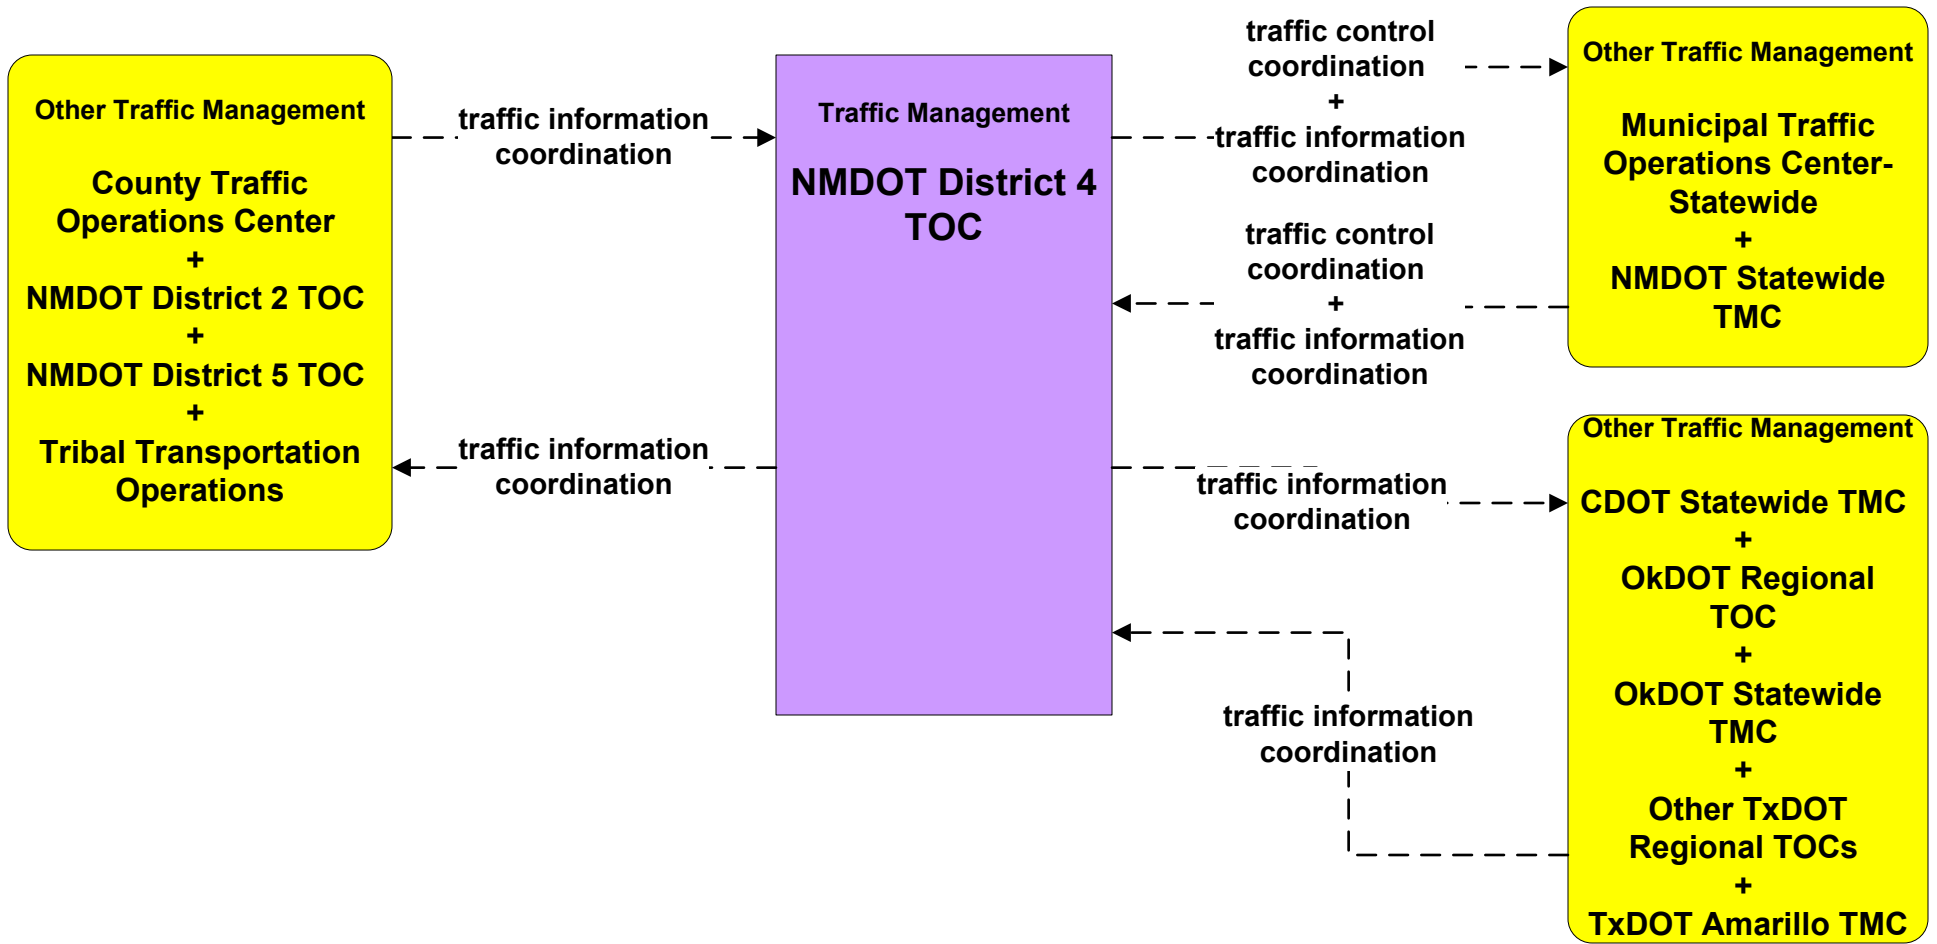 Other Traffic Management
County Traffic
Operations Center
+
NMDOT District 2 TOC
+
NMDOT District 5 TOC
+
Tribal Transportation
Operations
traffic information
coordination
traffic information
coordination
Traffic Management
NMDOT District 4
TOC
traffic control
coordination
+
traffic information
coordination
traffic control
coordination
+
traffic information
coordination
traffic information
coordination
traffic information
coordination
Other Traffic Management
Municipal Traffic
Operations Center-
Statewide
+
NMDOT Statewide
TMC
Other Traffic Management
CDOT Statewide TMC
+
OkDOT Regional
TOC
+
OkDOT Statewide
TMC
+
Other TxDOT
Regional TOCs
+
TxDOT Amarillo TMC